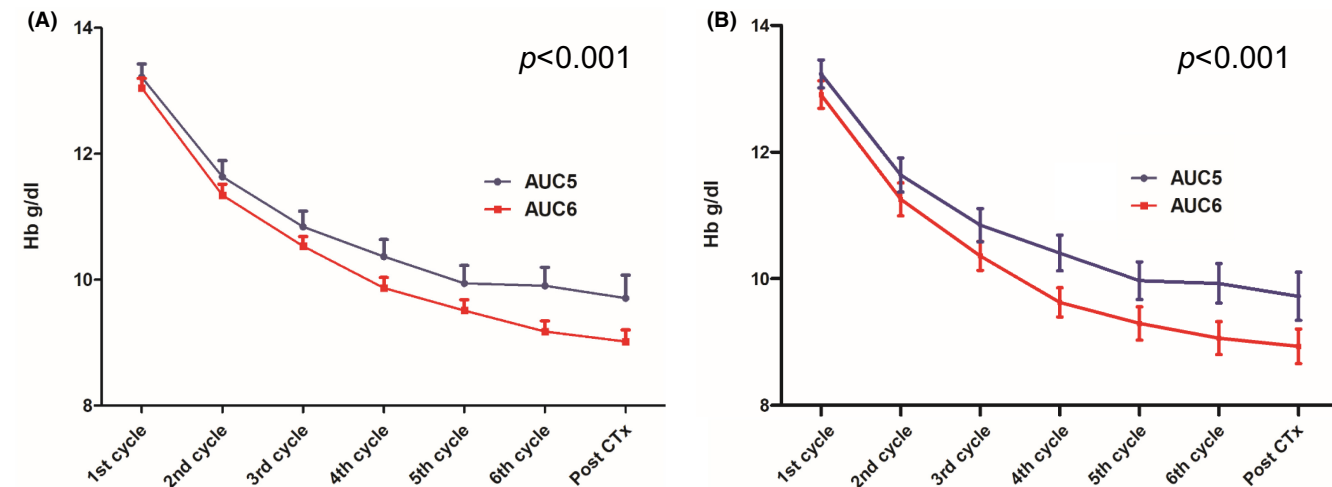 (A)
14
12
10
8
Hb g/dl
p<0.001
AUC5
AUC6
1st cycle
2nd cycle
3rd cycle
4th cycle
5th cycle
6th cycle
Post CTx
(B)
14
12
10
8
Hb g/dl
p<0.001
AUC5
AUC6
1st cycle
2nd cycle
3rd cycle
4th cycle
5th cycle
6th cycle
Post CTx